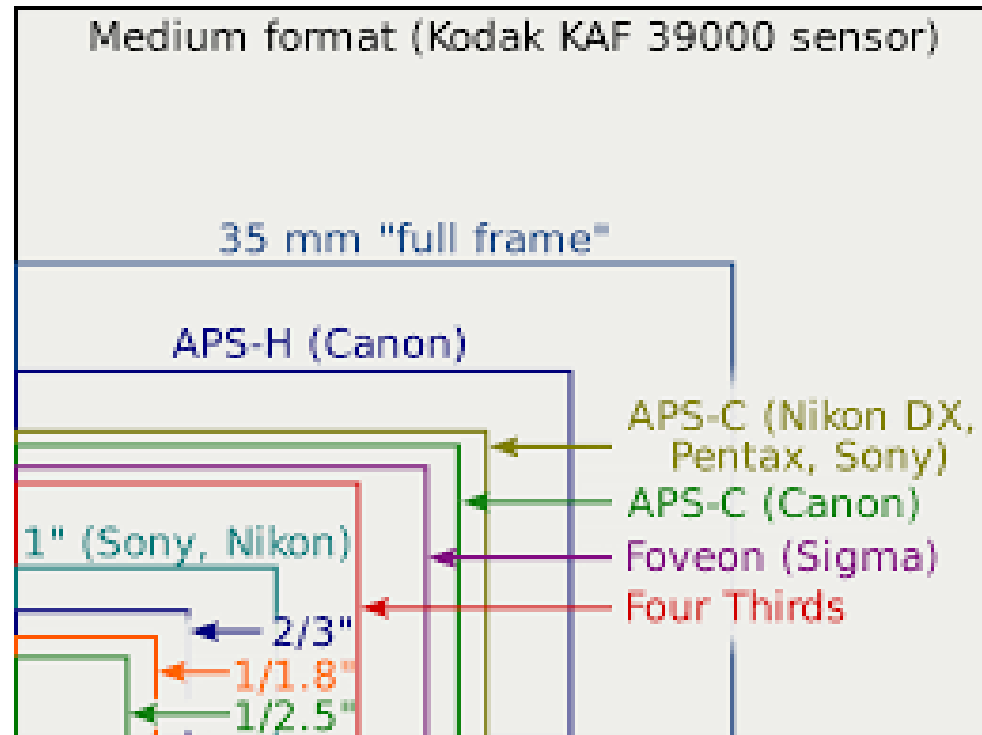 Medium format (Kodak KAF 39000 sensor)
35 mm "full frame"
APS-H (Canon)
APS-C (Nikon DX,
Pentax, Sony)
APS-C (Canon)
1" (Sony, Nikon)
Foveon (Sigma)
Four Thirds
2/3"
1/1.8"
1/2.5"